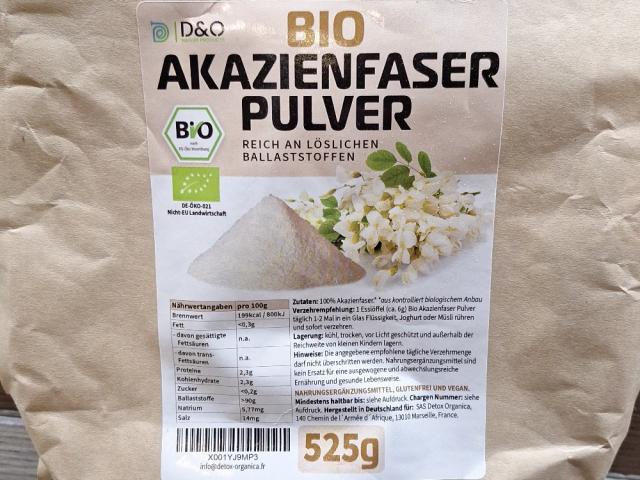 D&O
BIO
AKAZIENFASER
PULVER
REICH AN LÖSLICHEN
BALLASTSTOFFEN
Bio
nach
EG-Öko-Verordnung
DE-ÖKO-021
Nicht-EU Landwirtschaft
Nährwertangaben pro 100g
Brennwert 199kcal / 800kJ
Fett <0,3g
- davon gesättigte Fettsäuren n.a.
- davon trans-Fettsäuren n.a.
Proteine 2,3g
Kohlenhydrate 2,3g
Zucker <0,2g
Ballaststoffe >90g
Natrium 5,77mg
Salz 14mg
Zutaten: 100% Akazienfaser.* *aus kontrolliert biologischem Anbau
Verzehrempfehlung: 1 Esslöffel (ca. 6g) Bio Akazienfaser Pulver
täglich 1-2 Mal in ein Glas Flüssigkeit, Joghurt oder Müsli rühren
und sofort verzehren.
Lagerung: kühl, trocken, vor Licht geschützt und außerhalb der
Reichweite von kleinen Kindern lagern.
Hinweise: Die angegebene empfohlene tägliche Verzehrmenge
darf nicht überschritten werden. Nahrungsergänzungsmittel sind
kein Ersatz für eine ausgewogene und abwechslungsreiche
Ernährung und gesunde Lebensweise.
NAHRUNGSERGÄNZUNGSMITTEL, GLUTENFREI UND VEGAN.
Mindestens haltbar bis: siehe Aufdruck. Chargen Nummer: siehe
Aufdruck. Hergestellt in Deutschland für: SAS Detox Organica,
140 Chemin de l´Armée d´Afrique, 13010 Marseille, France.
X001YJ9MP3
info@detox-organica.fr
525g